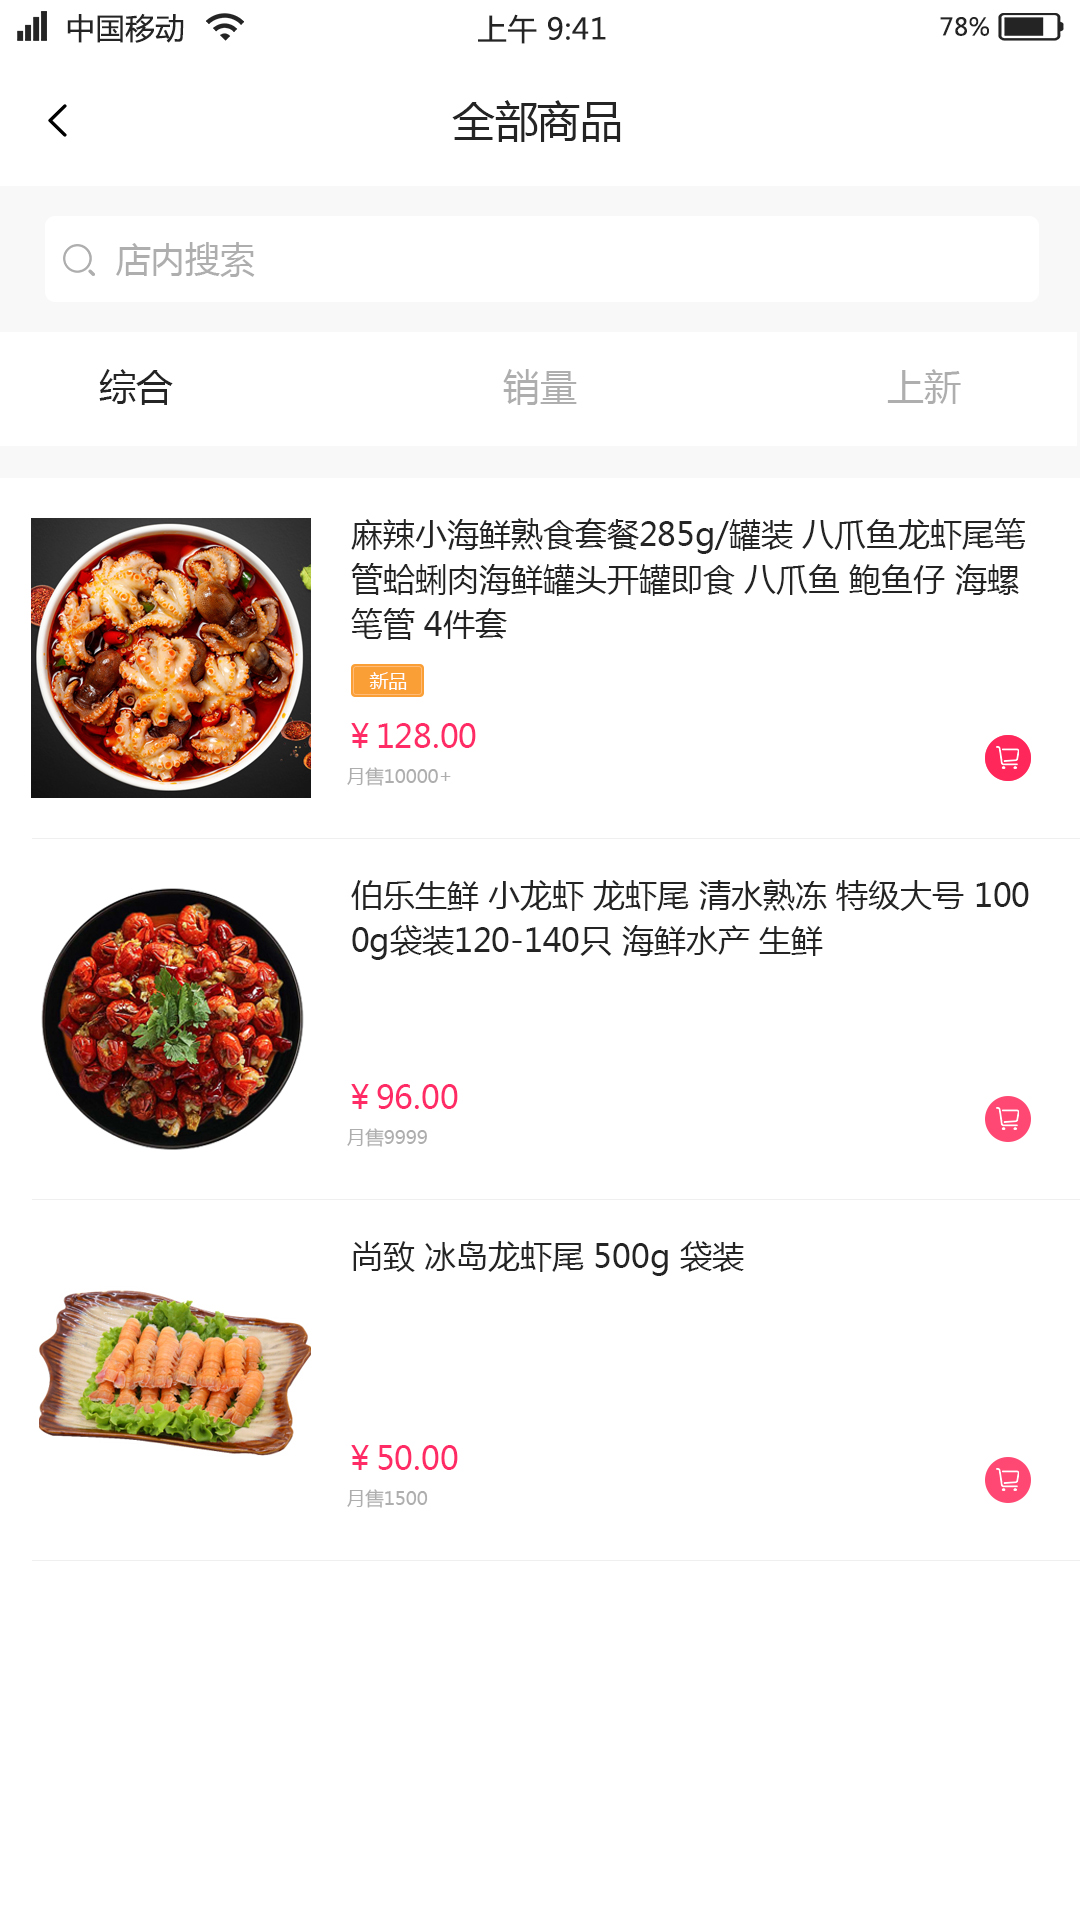 中国移动
上午 9:41
78%
全部商品
店内搜索
综合
销量
上新
麻辣小海鲜熟食套餐285g/罐装 八爪鱼龙虾尾笔
管蛤蜊肉海鲜罐头开罐即食 八爪鱼 鲍鱼仔 海螺
笔管 4件套
新品
¥ 128.00
月售10000+
伯乐生鲜 小龙虾 龙虾尾 清水熟冻 特级大号 100
0g袋装120-140只 海鲜水产 生鲜
¥ 96.00
月售9999
尚致 冰岛龙虾尾 500g 袋装
¥ 50.00
月售1500